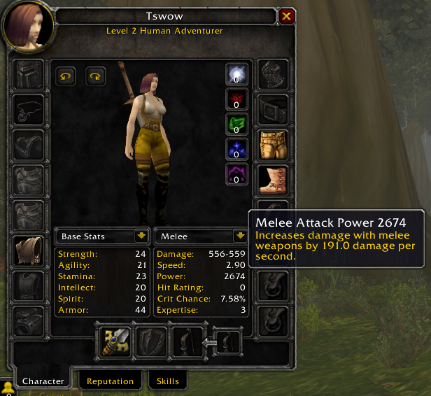 Tswow
Level 2 Human Adventurer
0
0
0
0
0
Base Stats
Melee
Strength: 24
Agility: 21
Stamina: 23
Intellect: 20
Spirit: 20
Armor: 44
Damage: 556-559
Speed: 2.90
Power: 2674
Hit Rating: 0
Crit Chance: 7.58%
Expertise: 3
Melee Attack Power 2674
Increases damage with melee
weapons by 191.0 damage per
second.
Character
Reputation
Skills